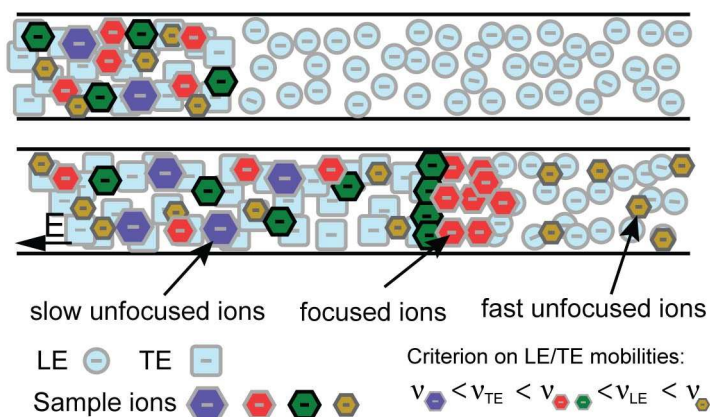 E
slow unfocused ions
focused ions
fast unfocused ions
LE
TE
Criterion on LE/TE mobilities:
Sample ions
ν < ν_TE < ν < ν_LE < ν